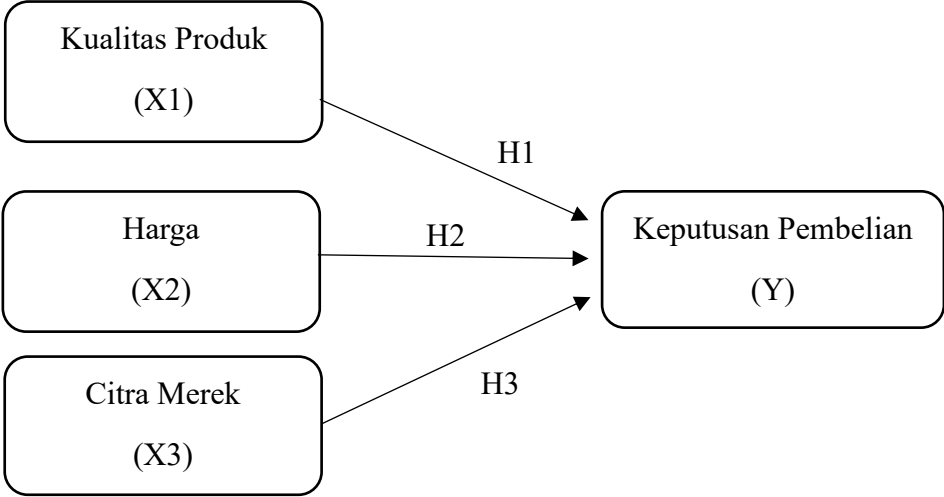 Kualitas Produk
(X1)
H1
Harga
(X2)
H2
Keputusan Pembelian
(Y)
Citra Merek
(X3)
H3